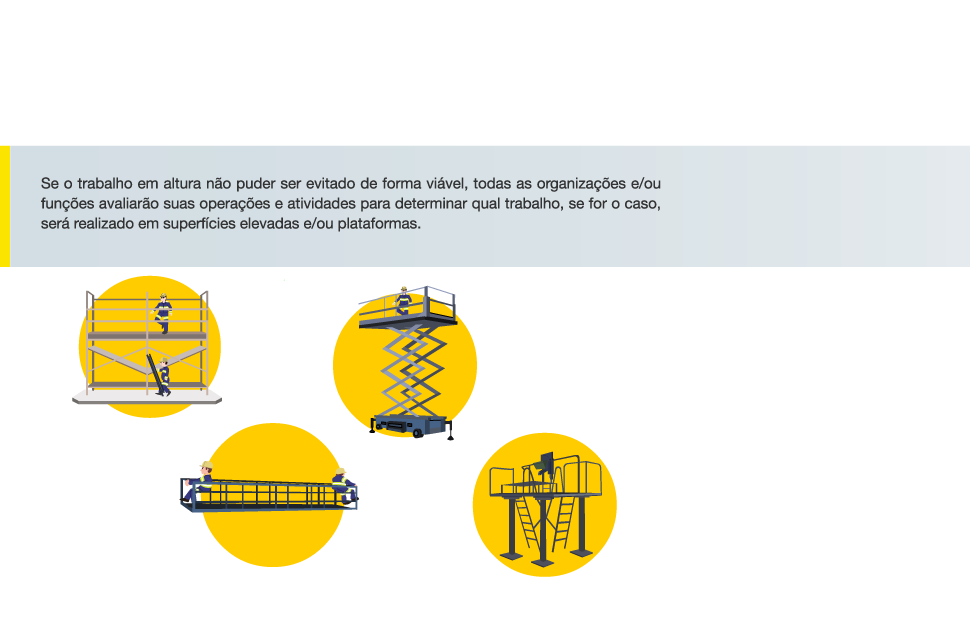 Se o trabalho em altura não puder ser evitado de forma viável, todas as organizações e/ou
funções avaliarão suas operações e atividades para determinar qual trabalho, se for o caso,
será realizado em superfícies elevadas e/ou plataformas.